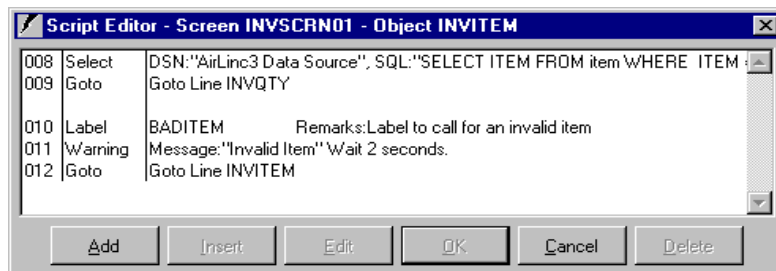 Script Editor - Screen INVSCRN01 - Object INVITEM
008 Select DSN:"AirLinc3 Data Source", SQL:"SELECT ITEM FROM item WHERE ITEM
009 Goto Goto Line INVQTY
010 Label BADITEM Remarks:Label to call for an invalid item
011 Warning Message:"Invalid Item" Wait 2 seconds.
012 Goto Goto Line INVITEM
Add Insert Edit OK Cancel Delete